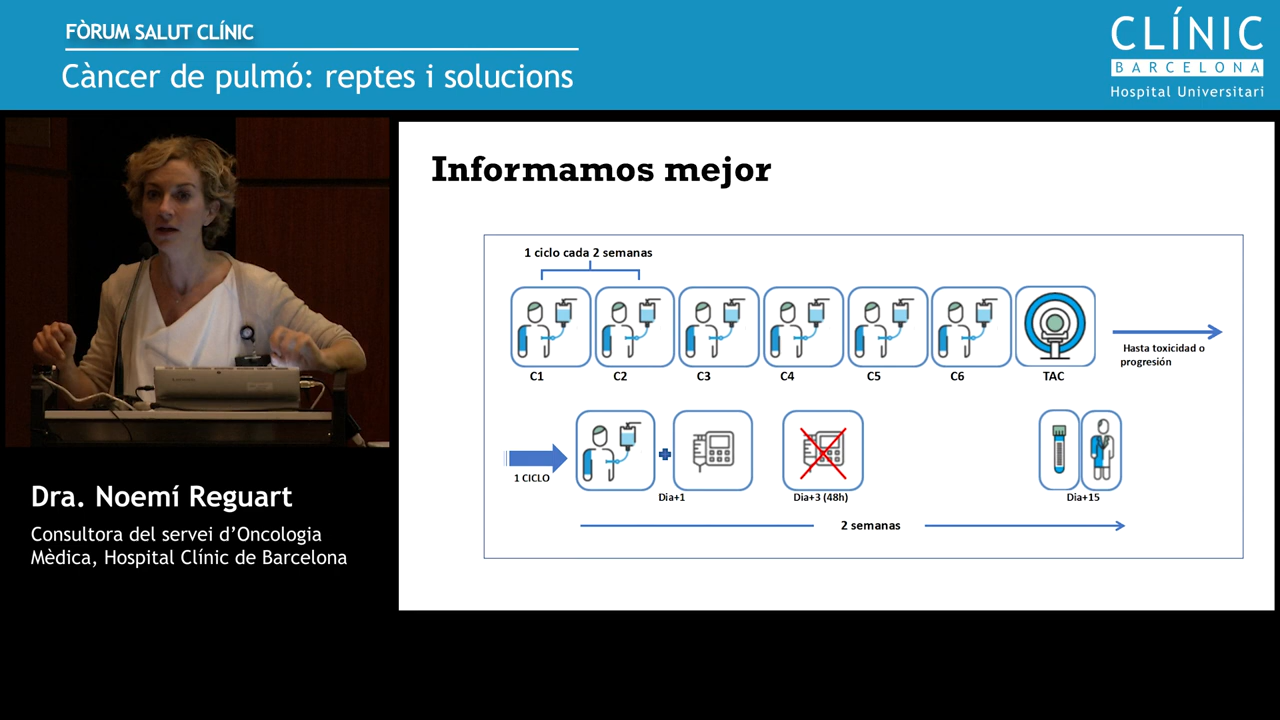 FÒRUM SALUT CLÍNIC
Càncer de pulmó: reptes i solucions
CLÍNIC
BARCELONA
Hospital Universitari
Informamos mejor
1 ciclo cada 2 semanas
C1
C2
C3
C4
C5
C6
TAC
Hasta toxicidad o
progresión
1 CICLO
Dia+1
Dia+3 (48h)
Dia+15
2 semanas
Dra. Noemí Reguart
Consultora del servei d’Oncologia
Mèdica, Hospital Clínic de Barcelona